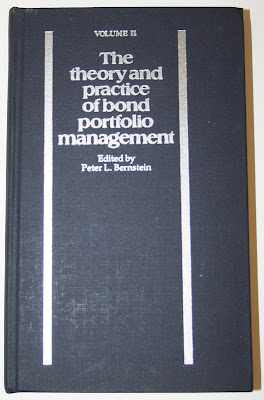 VOLUME II
The
theory and
practice
of bond
portfolio
management
Edited by
Peter L. Bernstein